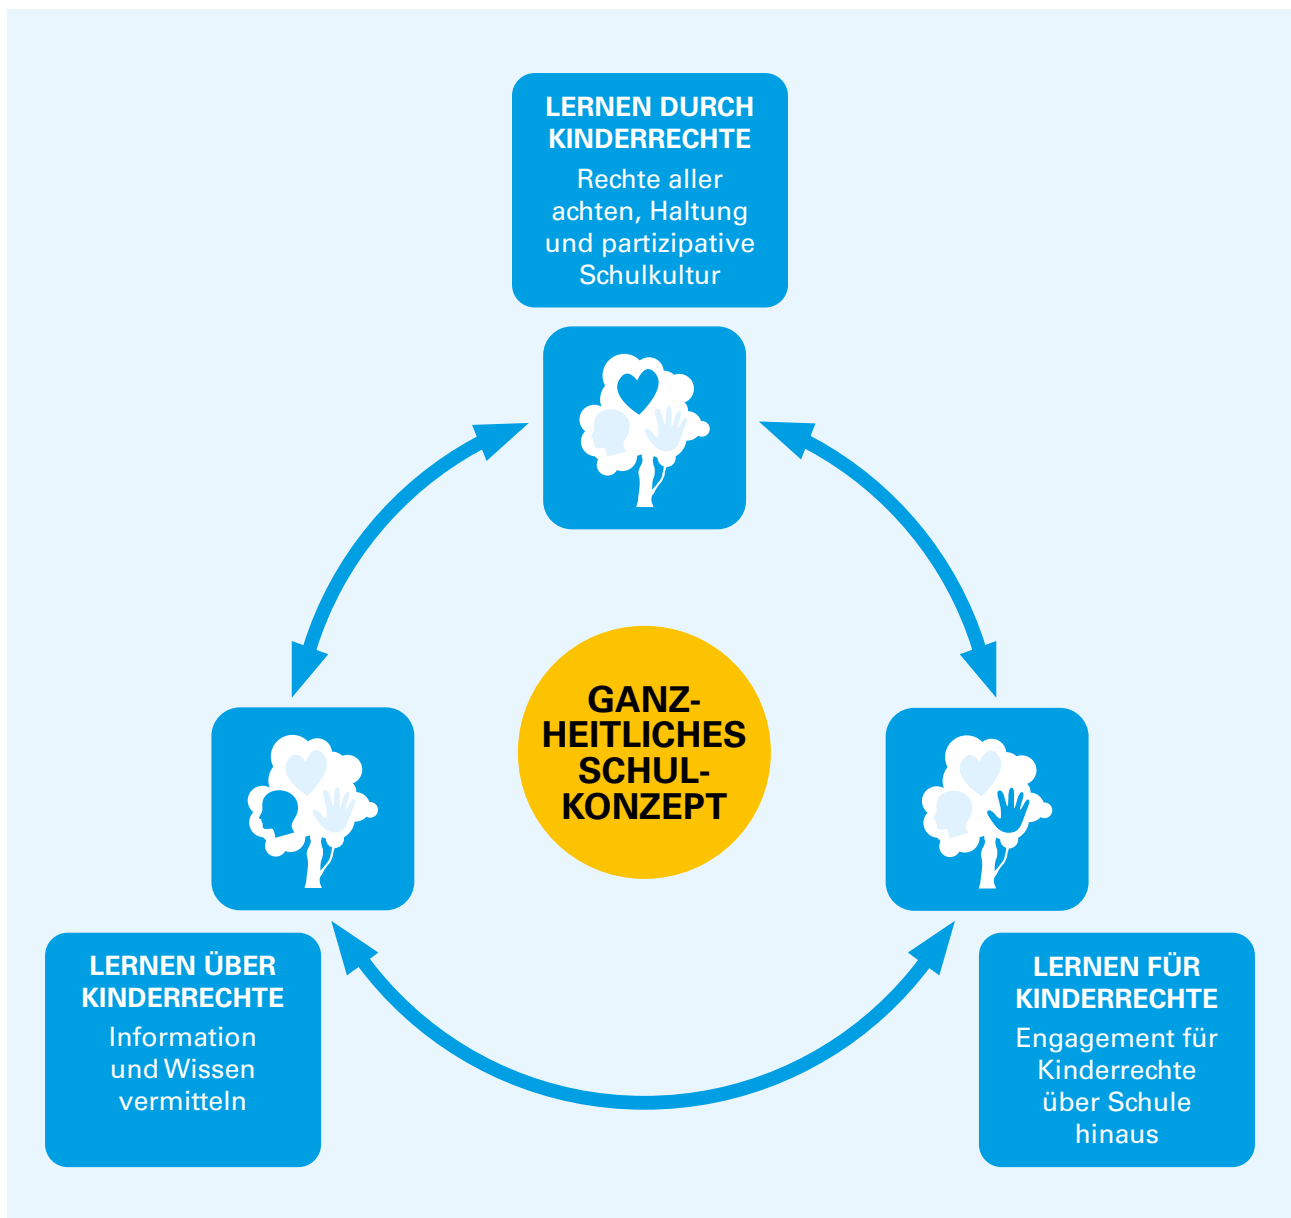 LERNEN DURCH
KINDERRECHTE
Rechte aller
achten, Haltung
und partizipative
Schulkultur
GANZ-
HEITLICHES
SCHUL-
KONZEPT
LERNEN ÜBER
KINDERRECHTE
Information
und Wissen
vermitteln
LERNEN FÜR
KINDERRECHTE
Engagement für
Kinderrechte
über Schule
hinaus